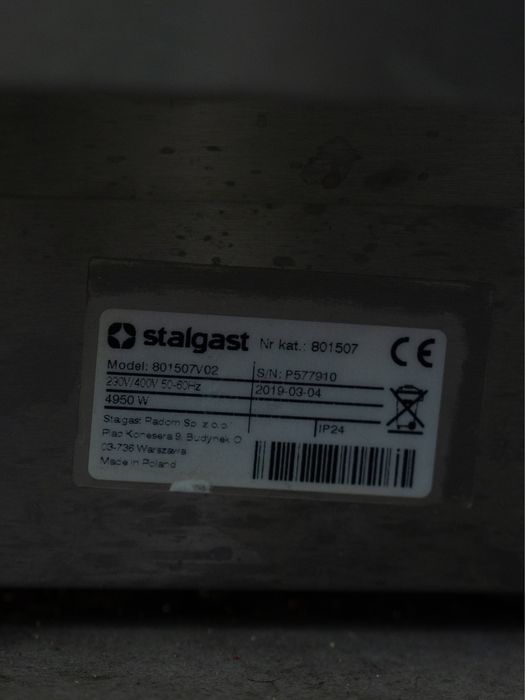 stalgast Nr kat.: 801507 CE
Model: 801507V02 S/N: P577910
230V/400V 50-60Hz 2019-03-04
4950 W
Stalgast Radom Sp. z o.o. IP24
Plac Konesera 9, Budynek O
03-736 Warszawa
Made in Poland